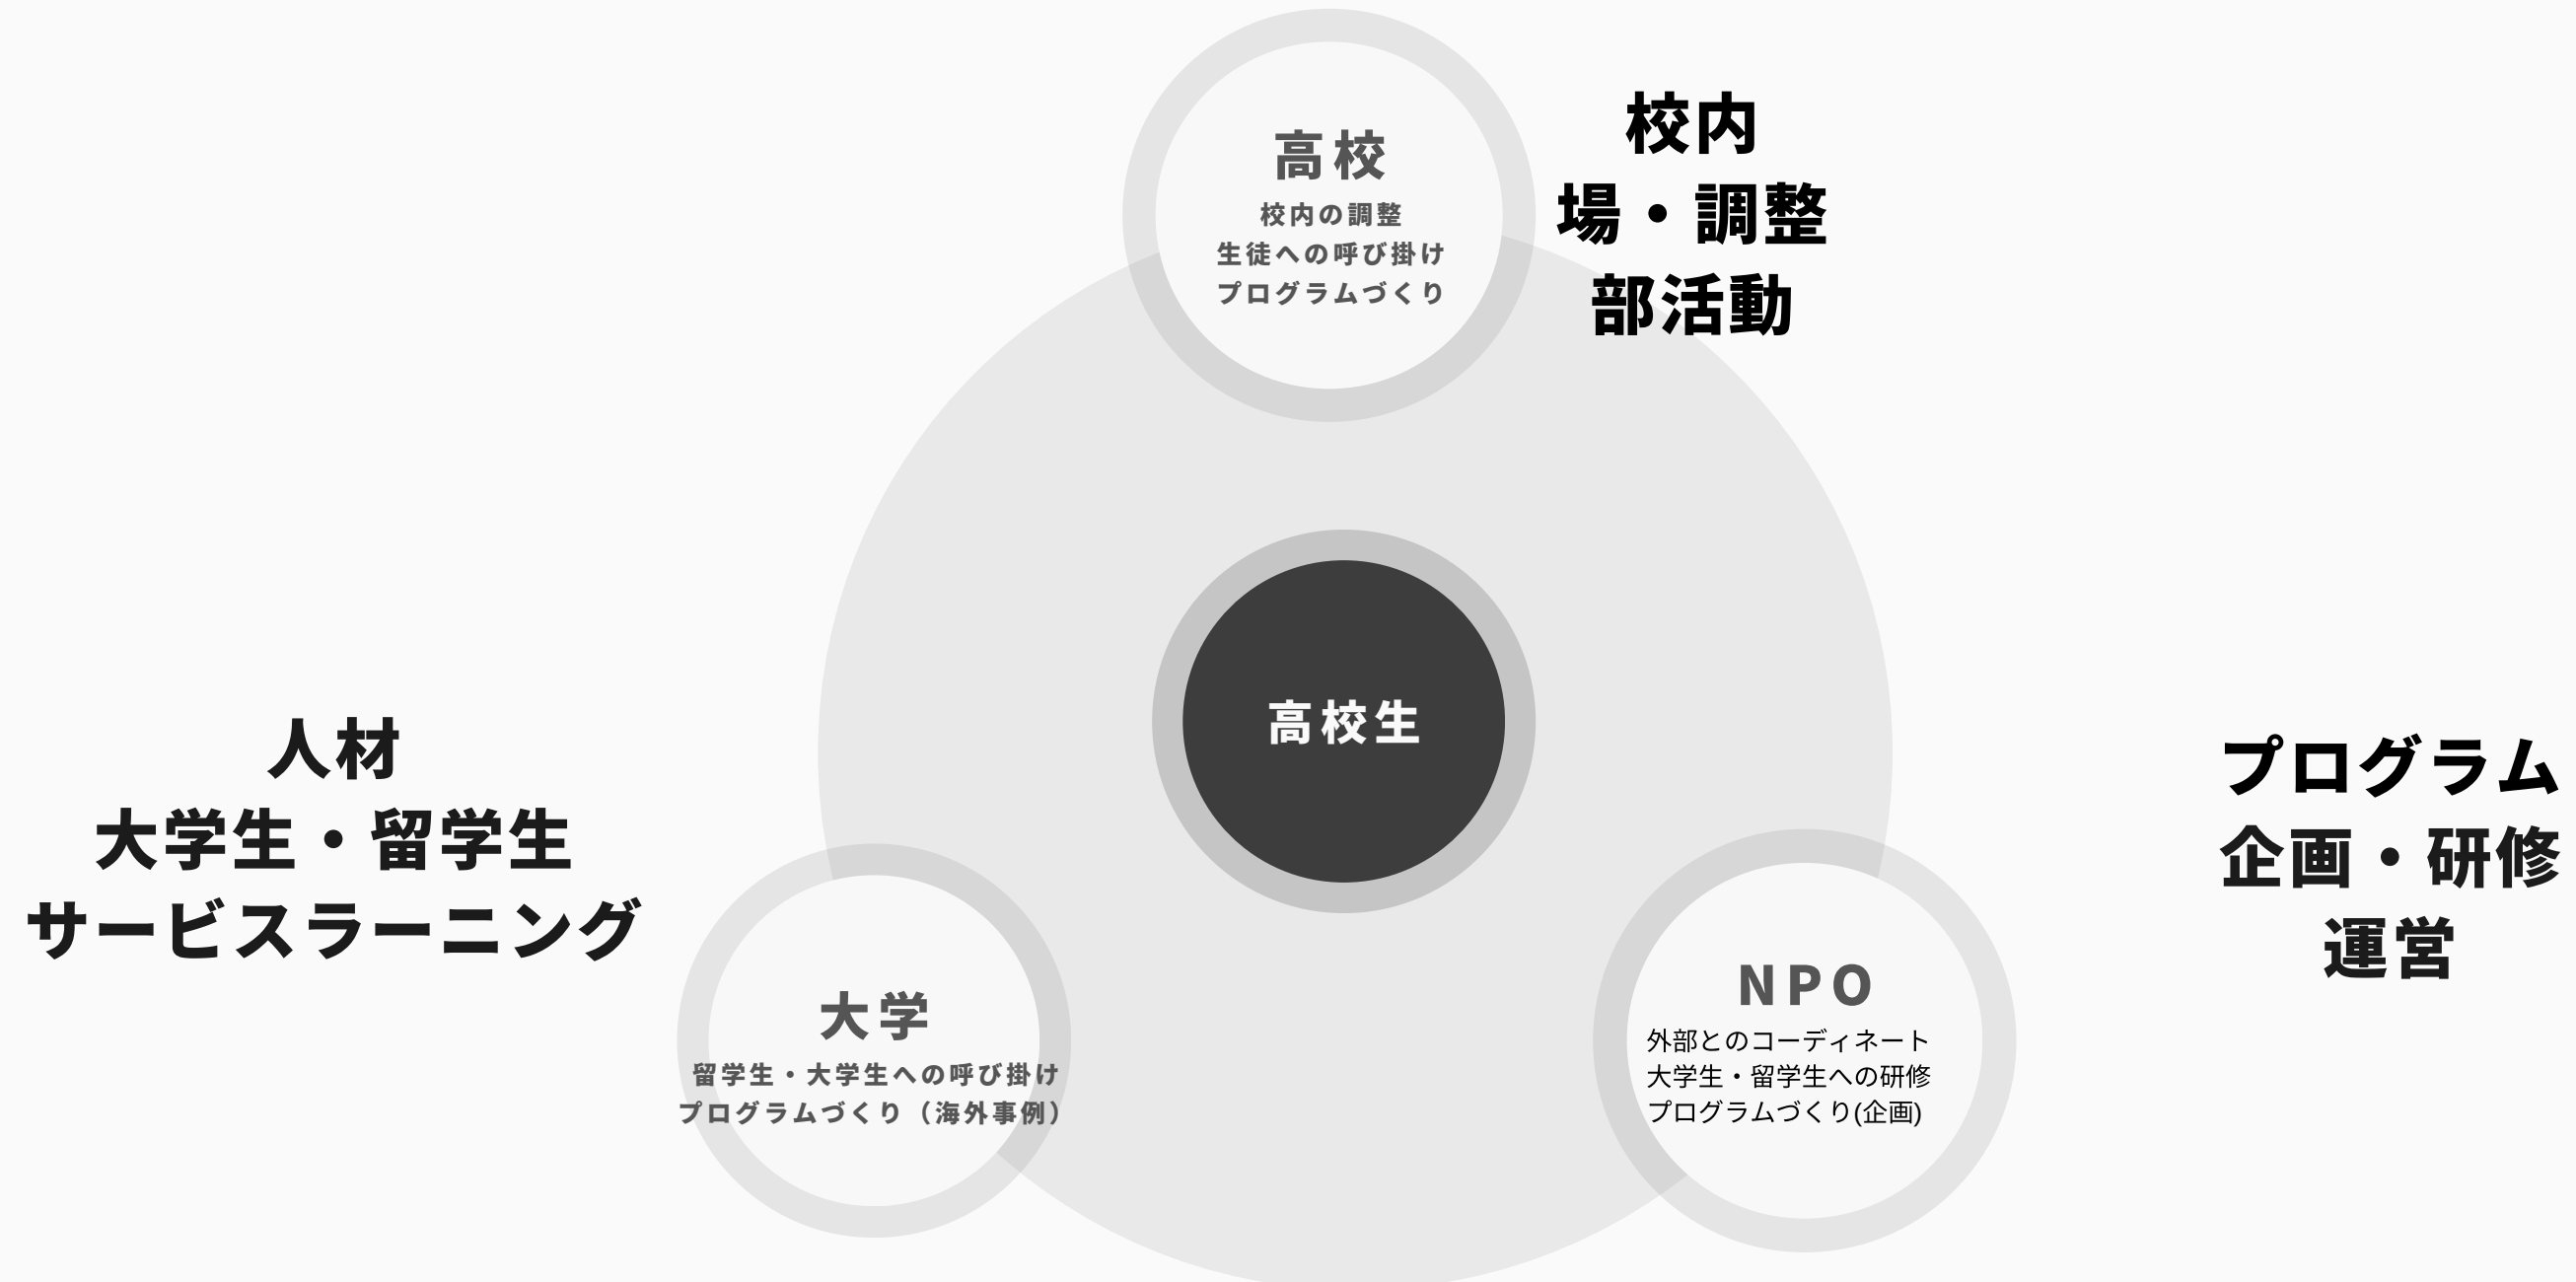 高校
校内の調整
生徒への呼び掛け
プログラムづくり
校内
場・調整
部活動
高校生
人材
大学生・留学生
サービスラーニング
プログラム
企画・研修
運営
大学
留学生・大学生への呼び掛け
プログラムづくり（海外事例）
NPO
外部とのコーディネート
大学生・留学生への研修
プログラムづくり(企画)